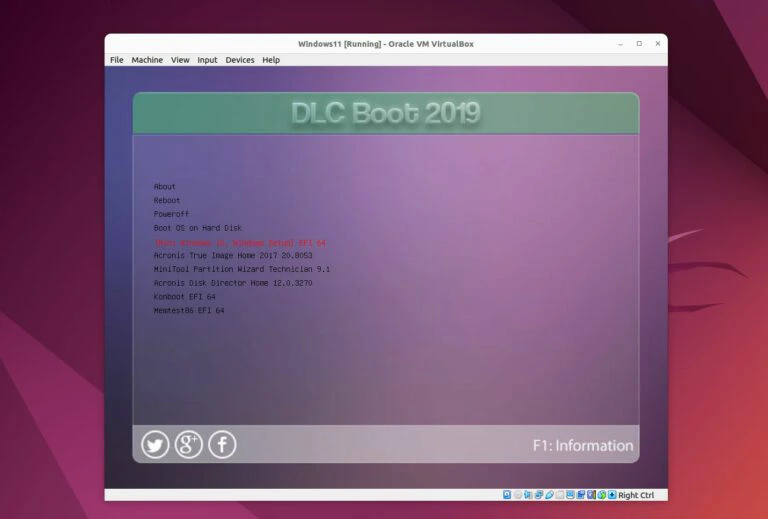 Windows11 [Running] - Oracle VM VirtualBox
File Machine View Input Devices Help
DLC Boot 2019
About
Reboot
Poweroff
Boot OS on Hard Disk
[Mini Windows 10, Windows Setup] EFI 64
Acronis True Image Home 2017 20.8053
MiniTool Partition Wizard Technician 9.1
Acronis Disk Director Home 12.0.3270
Konboot EFI 64
Memtest86 EFI 64
g+ f F1: Information
Right Ctrl